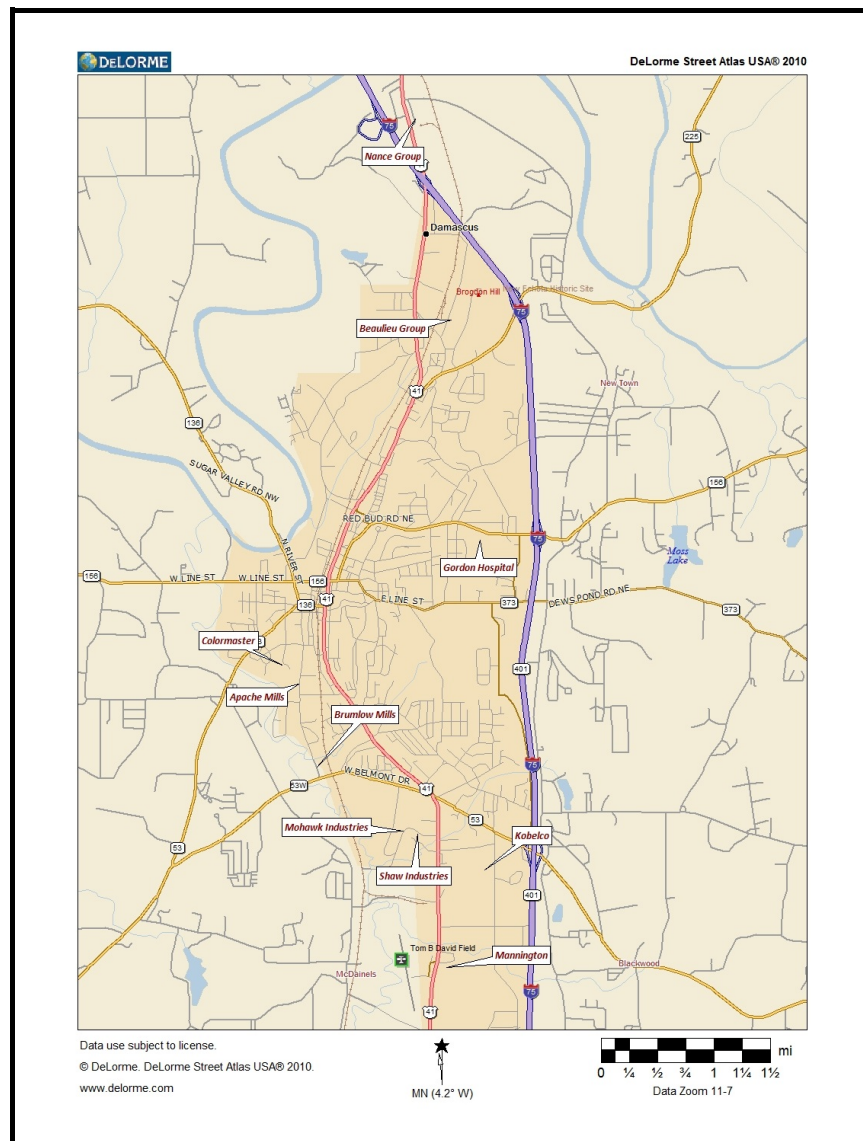 DELORME
DeLorme Street Atlas USA® 2010
75
225
Nance Group
Damascus
Brogdon Hill
Echota Historic Site
75
Beaulieu Group
41
New Town
136
SUGAR VALLEY RD NW
156
RED BUD RD NE
75
N RIVER ST
Gordon Hospital
Moss
Lake
156
W LINE ST
W LINE ST
156
E LINE ST
DEWS POND RD NE
136
41
373
373
Colormaster
401
Apache Mills
Brumlow Mills
75
W BELMONT DR
53W
41
53
Mohawk Industries
Kobelco
53
Shaw Industries
401
Tom B David Field
Mannington
McDainels
Blackwood
75
41
Data use subject to license.
© DeLorme. DeLorme Street Atlas USA® 2010.
www.delorme.com
MN (4.2° W)
mi
0 ¼ ½ ¾ 1 1¼ 1½
Data Zoom 11-7